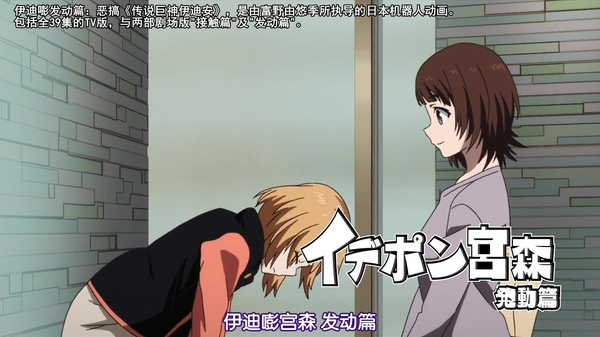 伊迪嘭发动篇：恶搞《传说巨神伊迪安》，是由富野由悠季所执导的日本机器人动画．
包括全39集的TV版，与两部剧场版"接触篇"及"发动篇"．
イデポン宮森
発動篇
伊迪嘭宫森 发动篇